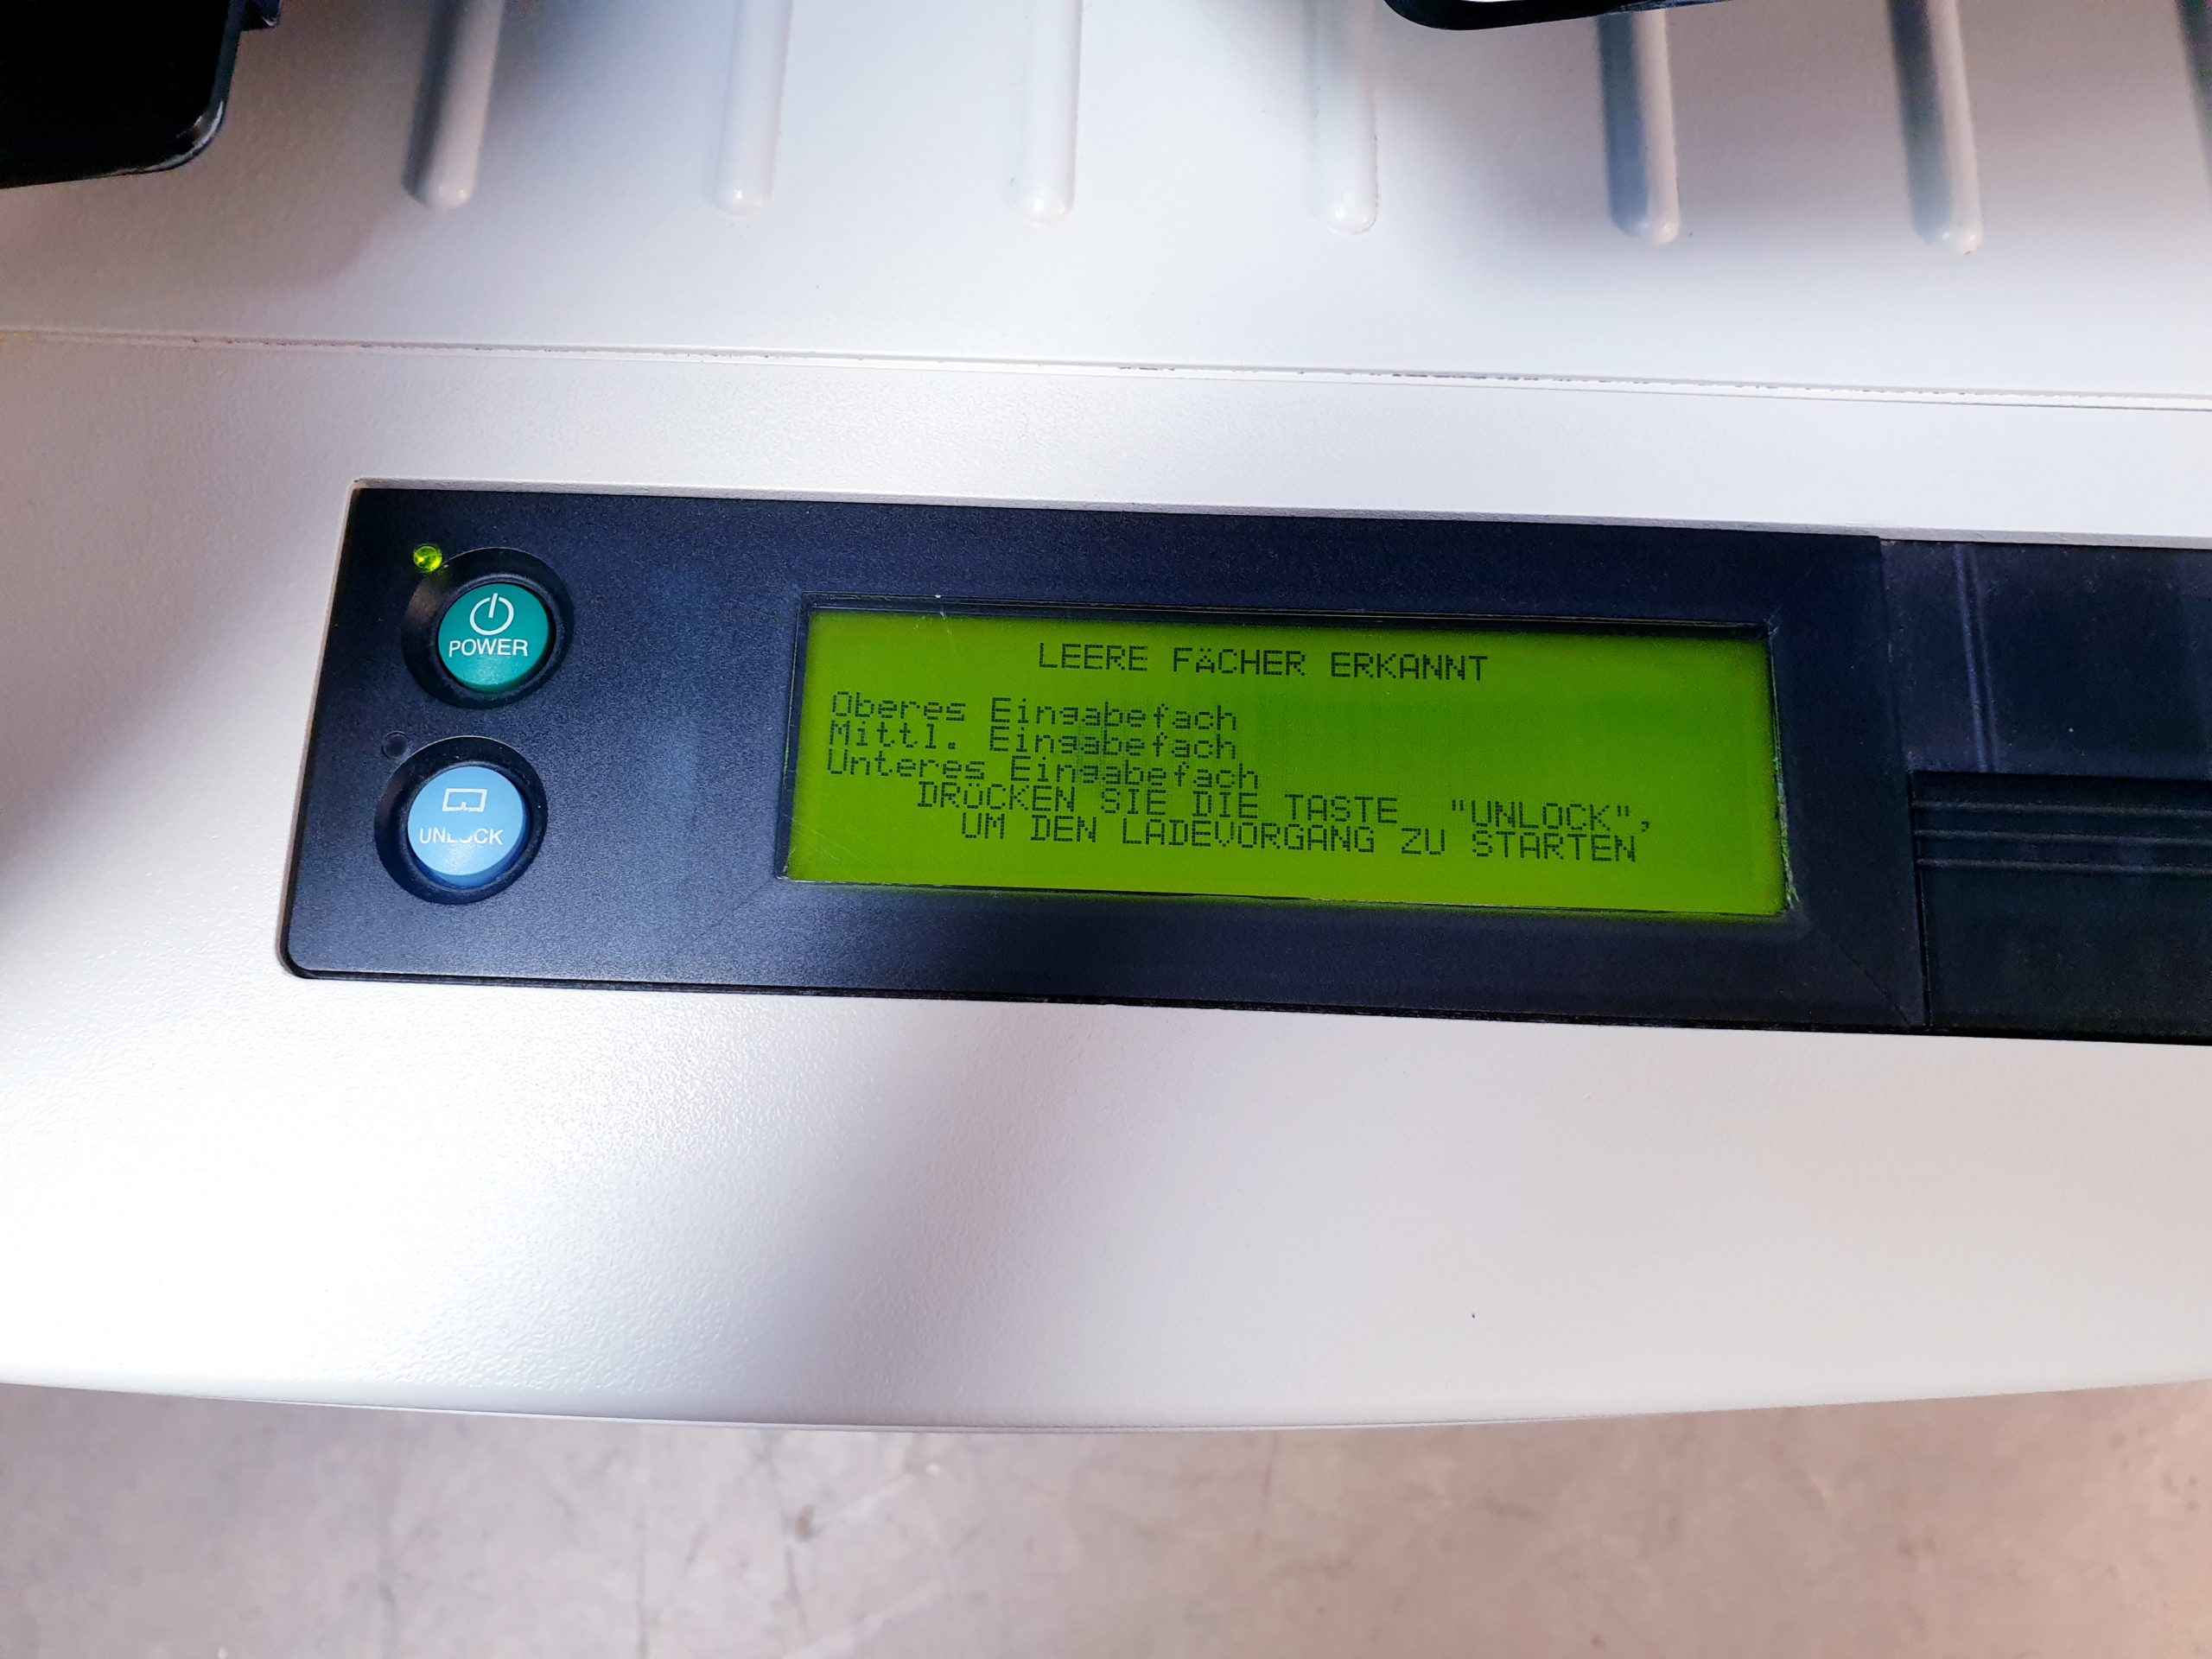 POWER
UNLOCK
LEERE FÄCHER ERKANNT
Oberes Eingabefach
Mittl. Eingabefach
Unteres Eingabefach
DRÜCKEN SIE DIE TASTE "UNLOCK",
UM DEN LADEVORGANG ZU STARTEN